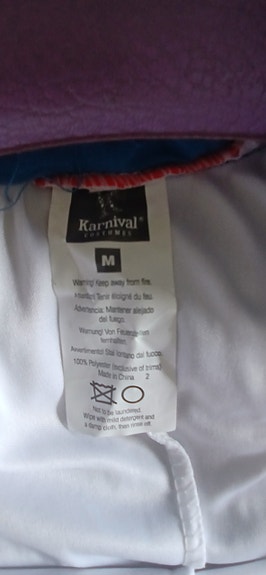 Karnival®
COSTUMES
M
Warning! Keep away from fire.
Attention! Tenir éloigné du feu.
Advertencia: Mantener alejado
del fuego.
Warnung! Von Feuer
fernhalten.
Avvertimento! Stai lontano dal fuoco.
100% Polyester (exclusive of trims)
Made in China 2
Not to be laundered.
Wipe with mild detergent and
a damp cloth, then rinse off.